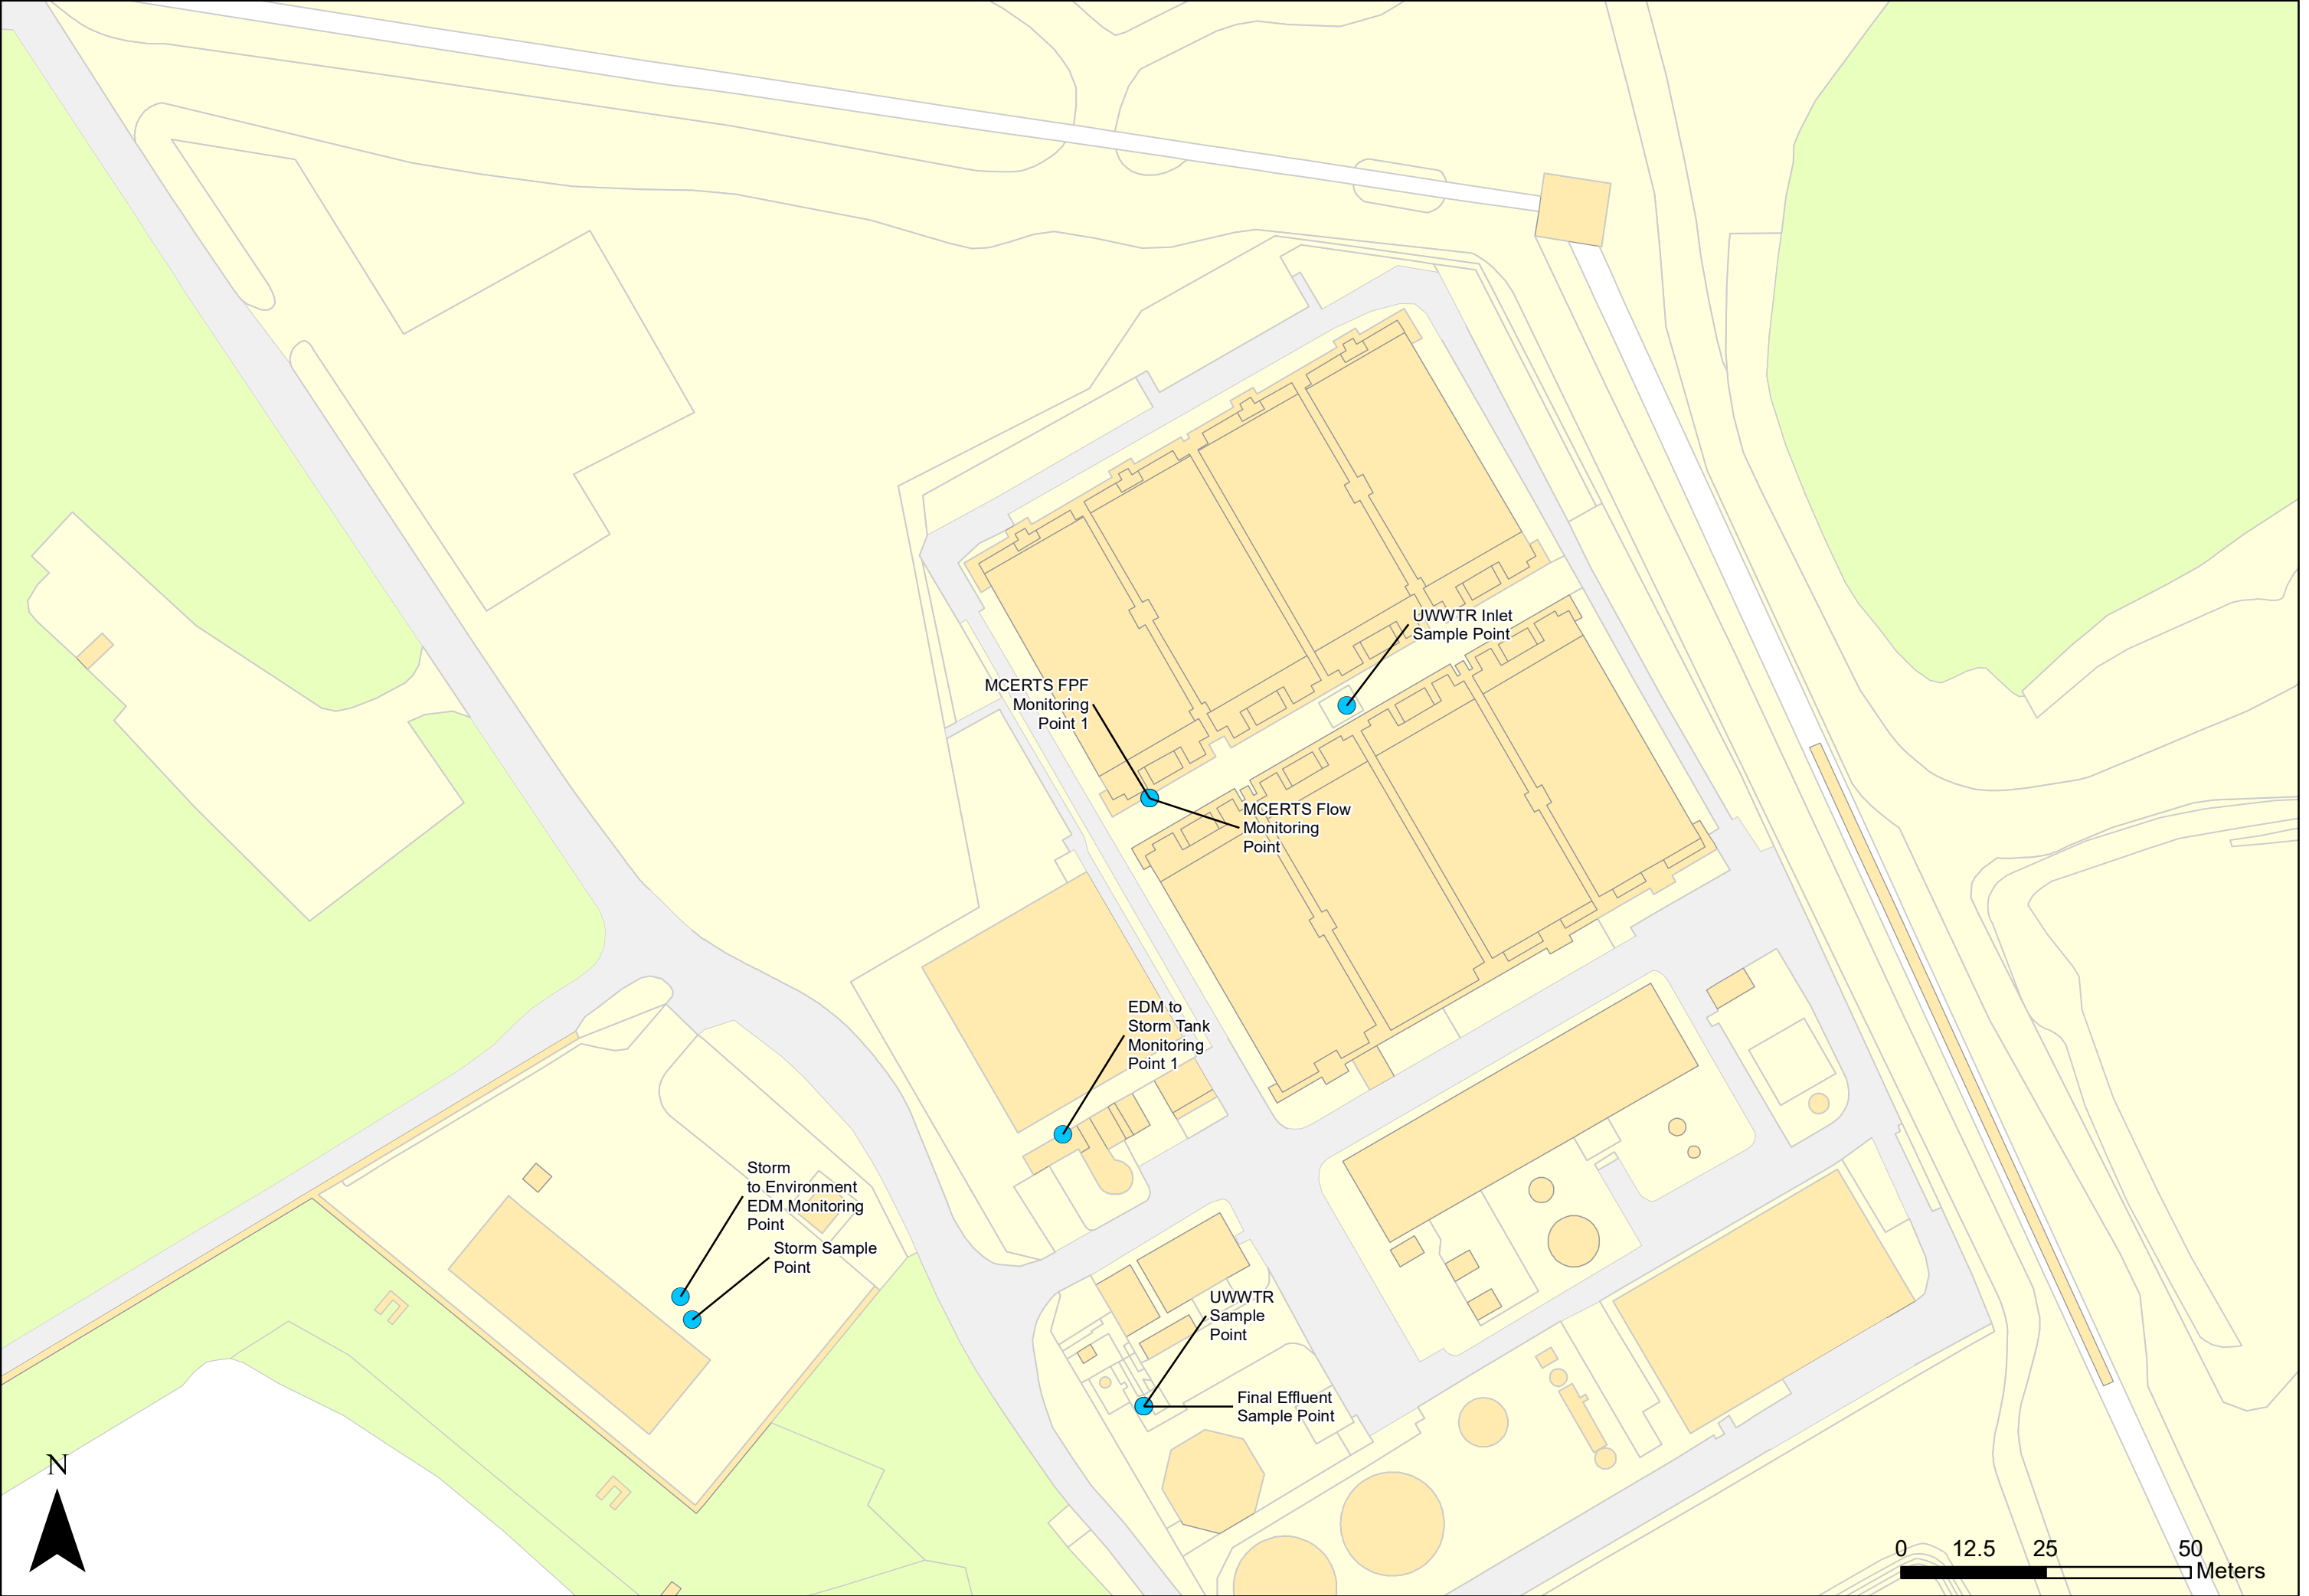 UWWTR Inlet
Sample Point
MCERTS FPF
Monitoring
Point 1
MCERTS Flow
Monitoring
Point
EDM to
Storm Tank
Monitoring
Point 1
Storm
to Environment
EDM Monitoring
Point
Storm Sample
Point
UWWTR
Sample
Point
Final Effluent
Sample Point
N
0 12.5 25 50
Meters